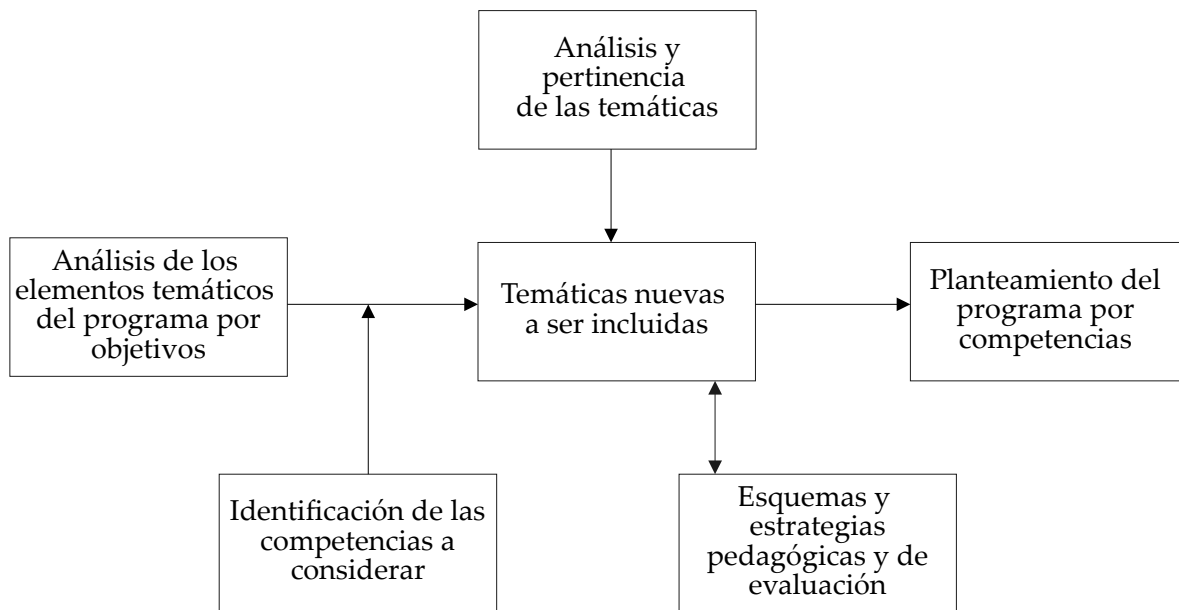 Análisis y
pertinencia
de las temáticas
Análisis de los
elementos temáticos
del programa por
objetivos
Temáticas nuevas
a ser incluidas
Planteamiento del
programa por
competencias
Identificación de las
competencias a
considerar
Esquemas y
estrategias
pedagógicas y de
evaluación